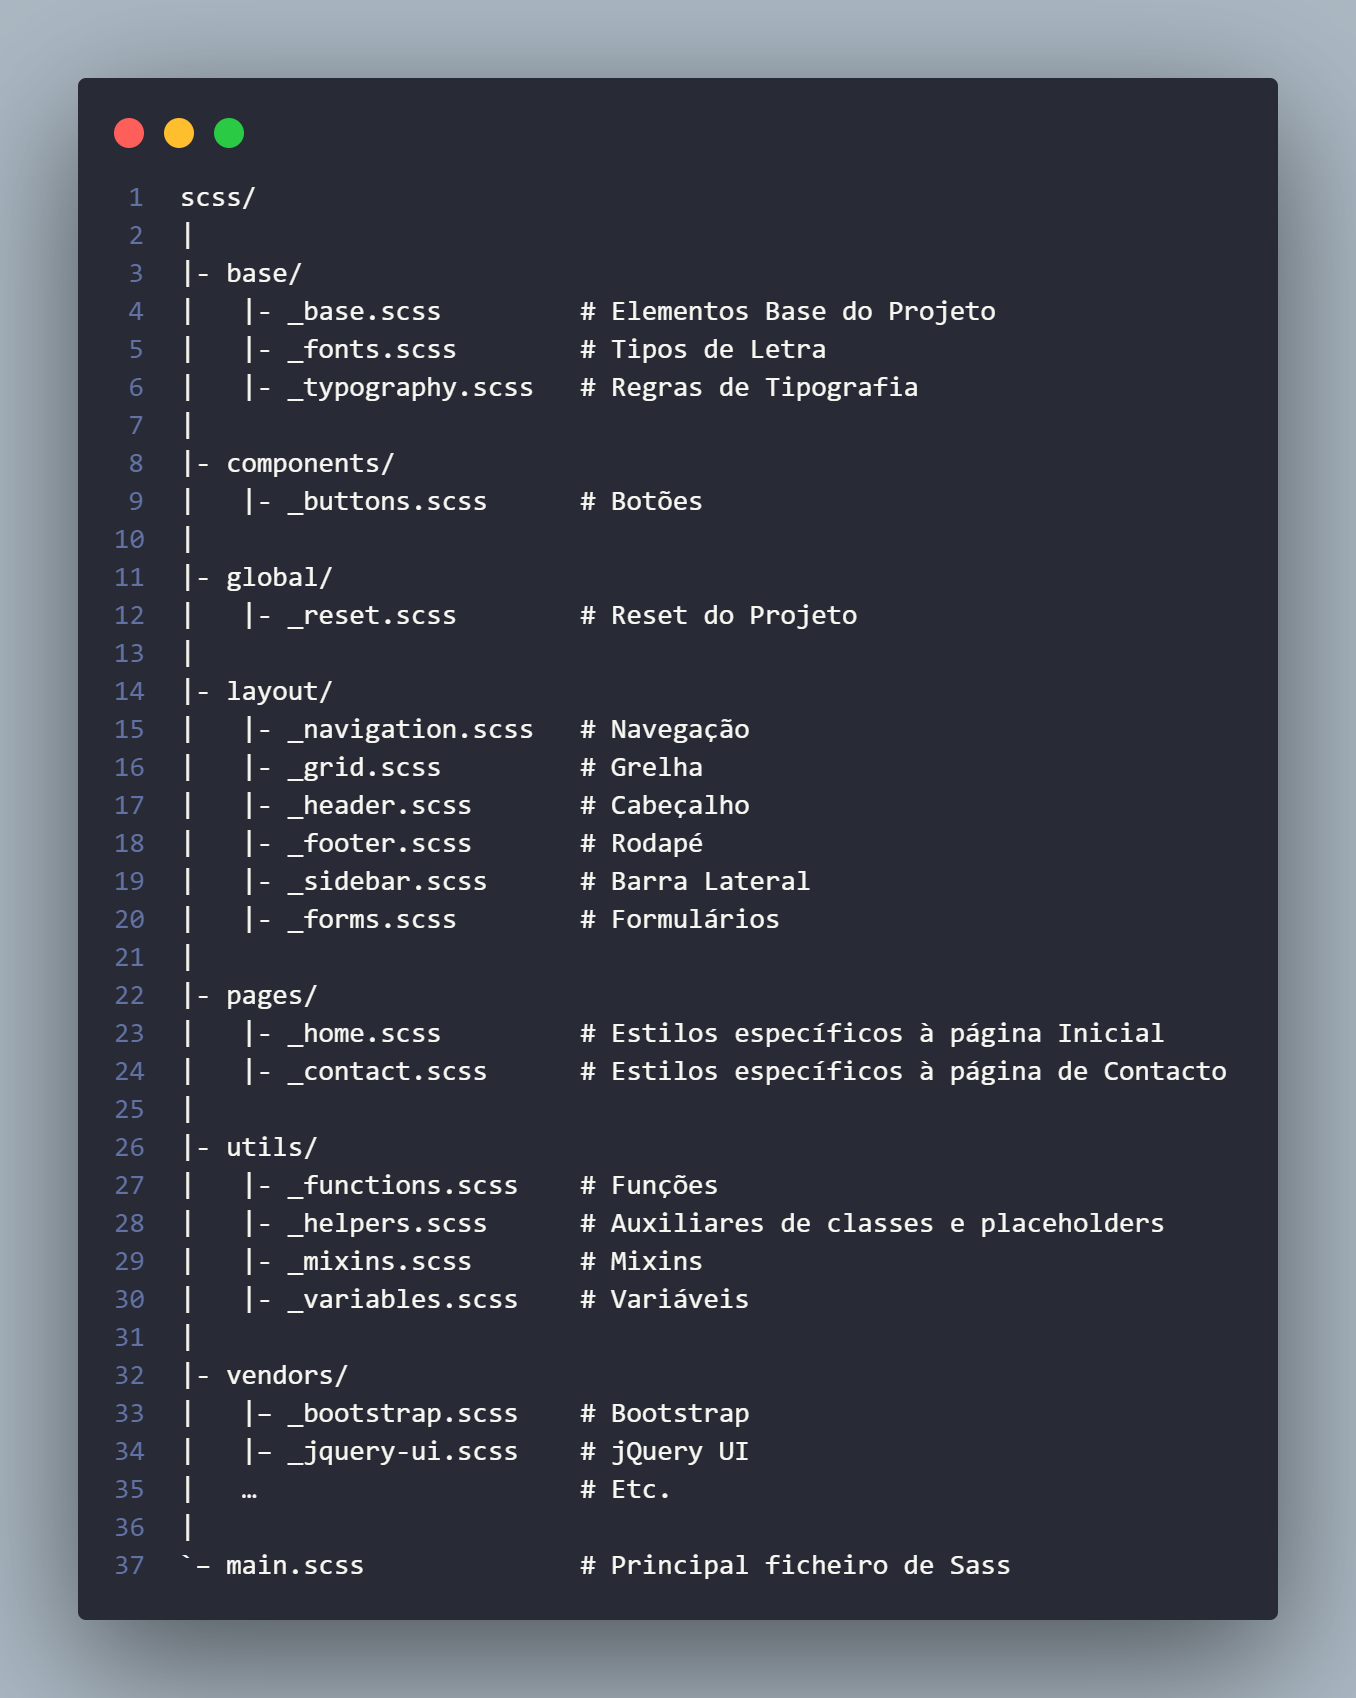 1 scss/
2 |
3 |- base/
4 |   |- _base.scss         # Elementos Base do Projeto
5 |   |- _fonts.scss        # Tipos de Letra
6 |   |- _typography.scss   # Regras de Tipografia
7 |
8 |- components/
9 |   |- _buttons.scss      # Botões
10 |
11 |- global/
12 |   |- _reset.scss        # Reset do Projeto
13 |
14 |- layout/
15 |   |- _navigation.scss   # Navegação
16 |   |- _grid.scss         # Grelha
17 |   |- _header.scss       # Cabeçalho
18 |   |- _footer.scss       # Rodapé
19 |   |- _sidebar.scss      # Barra Lateral
20 |   |- _forms.scss        # Formulários
21 |
22 |- pages/
23 |   |- _home.scss         # Estilos específicos à página Inicial
24 |   |- _contact.scss      # Estilos específicos à página de Contacto
25 |
26 |- utils/
27 |   |- _functions.scss    # Funções
28 |   |- _helpers.scss      # Auxiliares de classes e placeholders
29 |   |- _mixins.scss       # Mixins
30 |   |- _variables.scss    # Variáveis
31 |
32 |- vendors/
33 |   |– _bootstrap.scss    # Bootstrap
34 |   |– _jquery-ui.scss    # jQuery UI
35 |   …                     # Etc.
36 |
37 `– main.scss              # Principal ficheiro de Sass